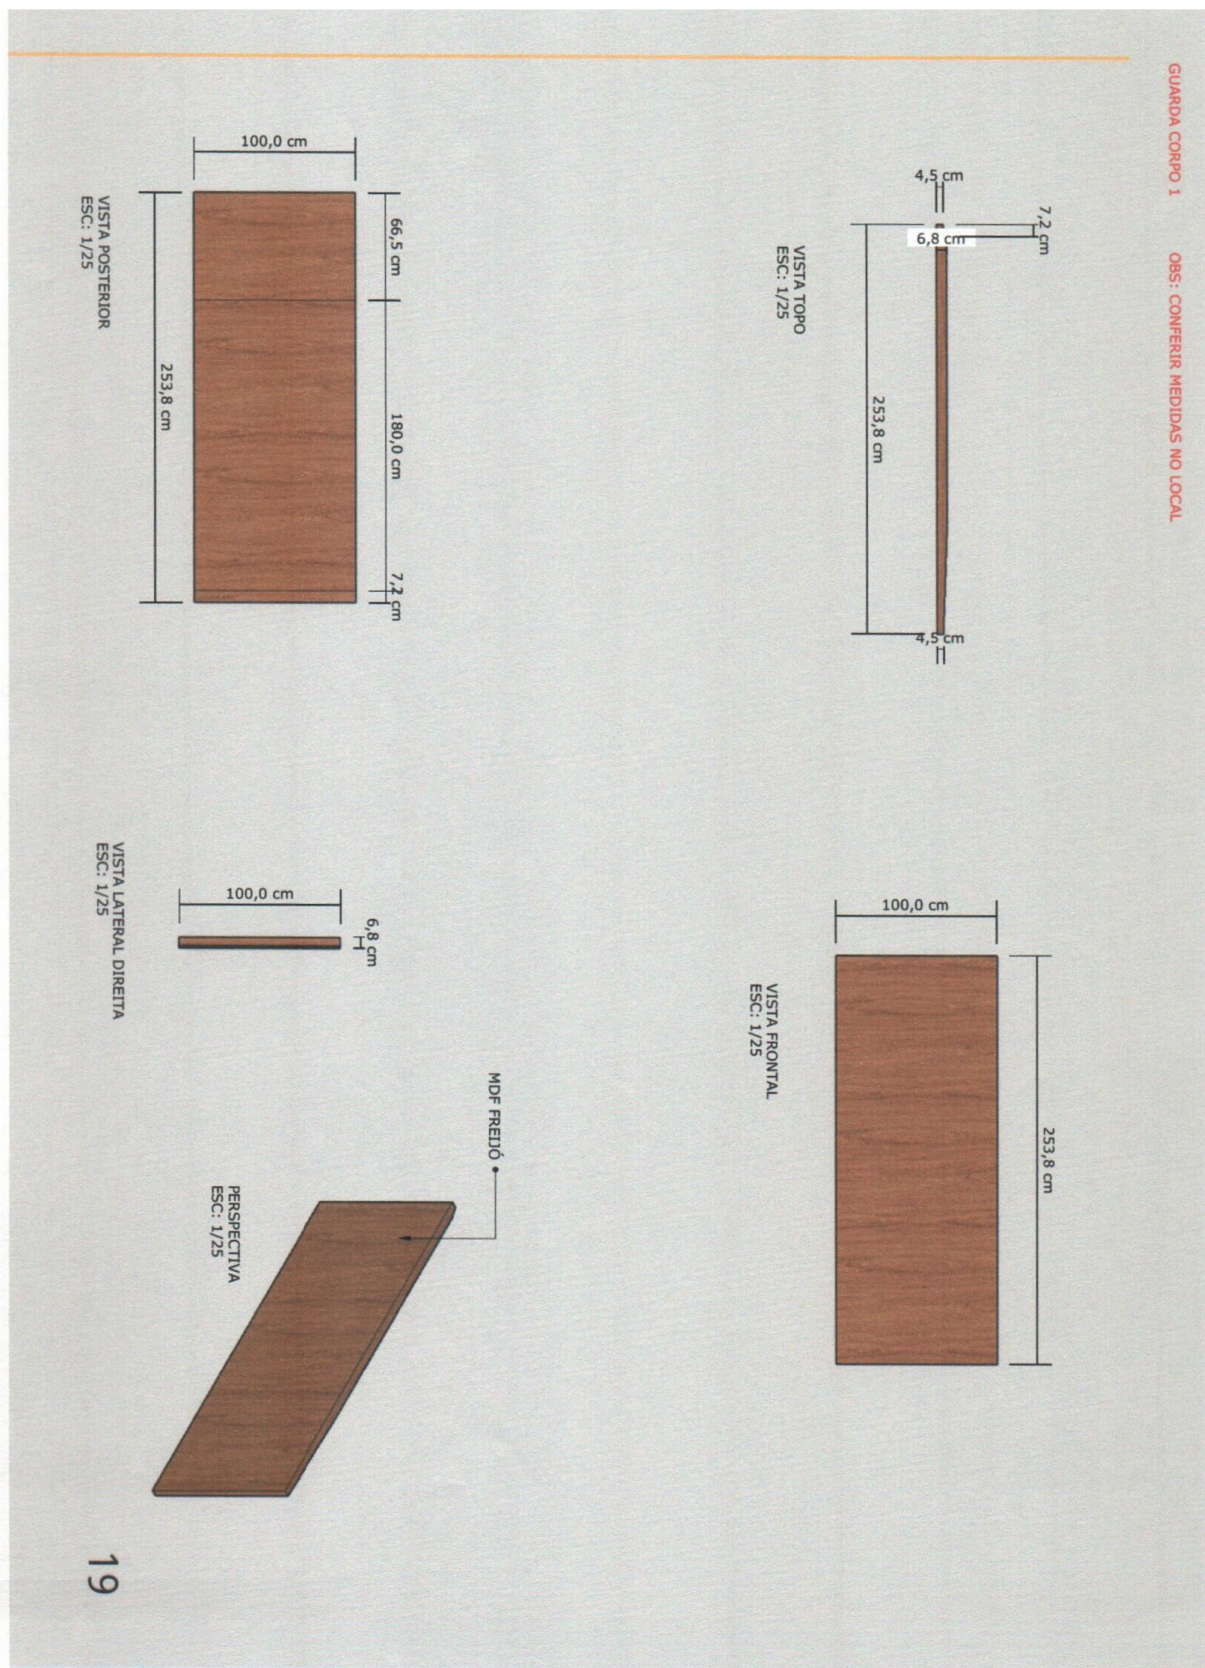 GUARDA CORPO 1
OBS: CONFERIR MEDIDAS NO LOCAL
4,5 cm
7,2 cm
6,8 cm
253,8 cm
4,5 cm
VISTA TOPO
ESC: 1/25
100,0 cm
253,8 cm
VISTA FRONTAL
ESC: 1/25
100,0 cm
66,5 cm
180,0 cm
7,2 cm
253,8 cm
VISTA POSTERIOR
ESC: 1/25
100,0 cm
6,8 cm
VISTA LATERAL DIREITA
ESC: 1/25
MDF FREIJÓ
PERSPECTIVA
ESC: 1/25
19